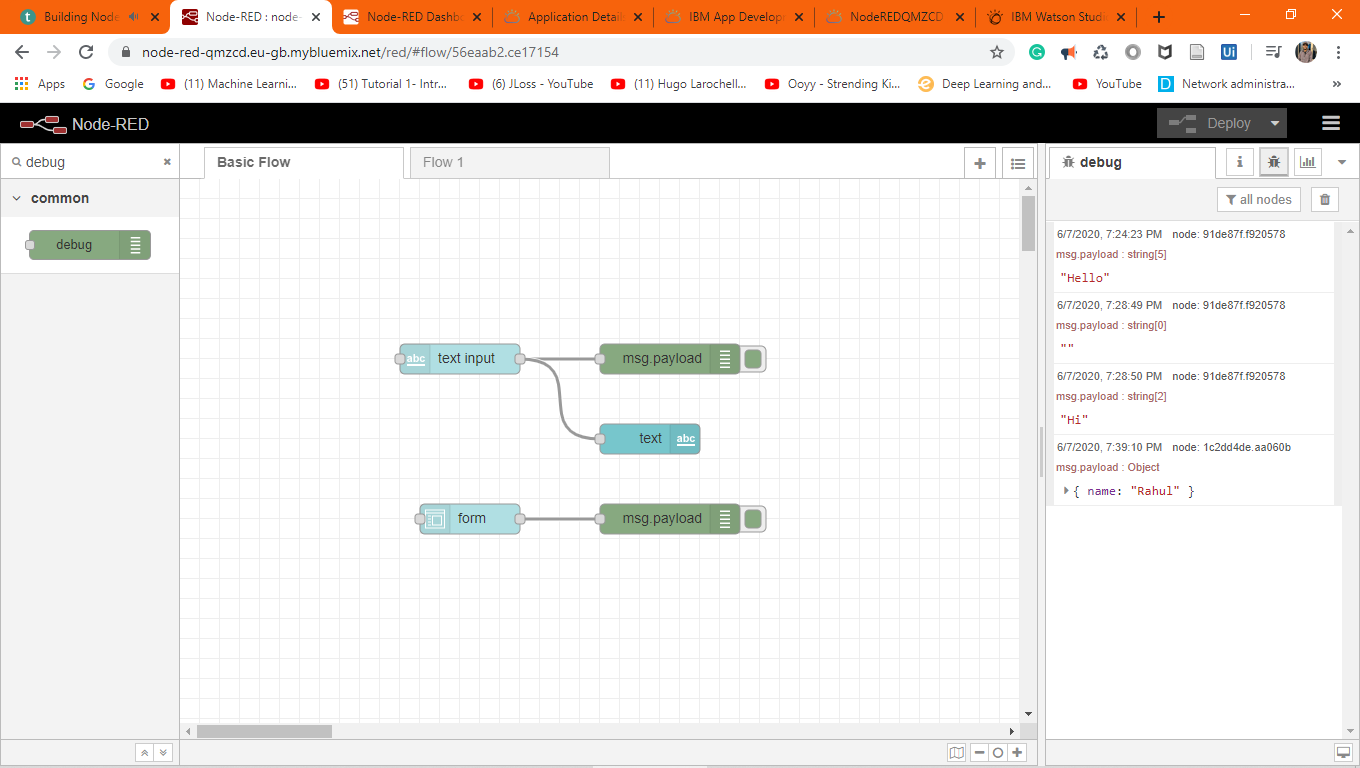 Building Node
Node-RED : node-
Node-RED Dashb
Application Detail
IBM App Develop
NodeREDQMZCD
IBM Watson Studi
node-red-qmzcd.eu-gb.mybluemix.net/red/#flow/56eaab2.ce17154
Apps
Google
(11) Machine Learni...
(51) Tutorial 1- Intr...
(6) JLoss - YouTube
(11) Hugo Larochell...
Ooyy - Strending Ki...
Deep Learning and...
YouTube
Network administra...
Node-RED
Deploy
debug
Basic Flow
Flow 1
debug
common
all nodes
debug
6/7/2020, 7:24:23 PM node: 91de87f.f920578
msg.payload : string[5]
"Hello"
6/7/2020, 7:28:49 PM node: 91de87f.f920578
msg.payload : string[0]
""
6/7/2020, 7:28:50 PM node: 91de87f.f920578
msg.payload : string[2]
"Hi"
6/7/2020, 7:39:10 PM node: 1c2dd4de.aa060b
msg.payload : Object
{ name: "Rahul" }
abc text input
msg.payload
text abc
form
msg.payload